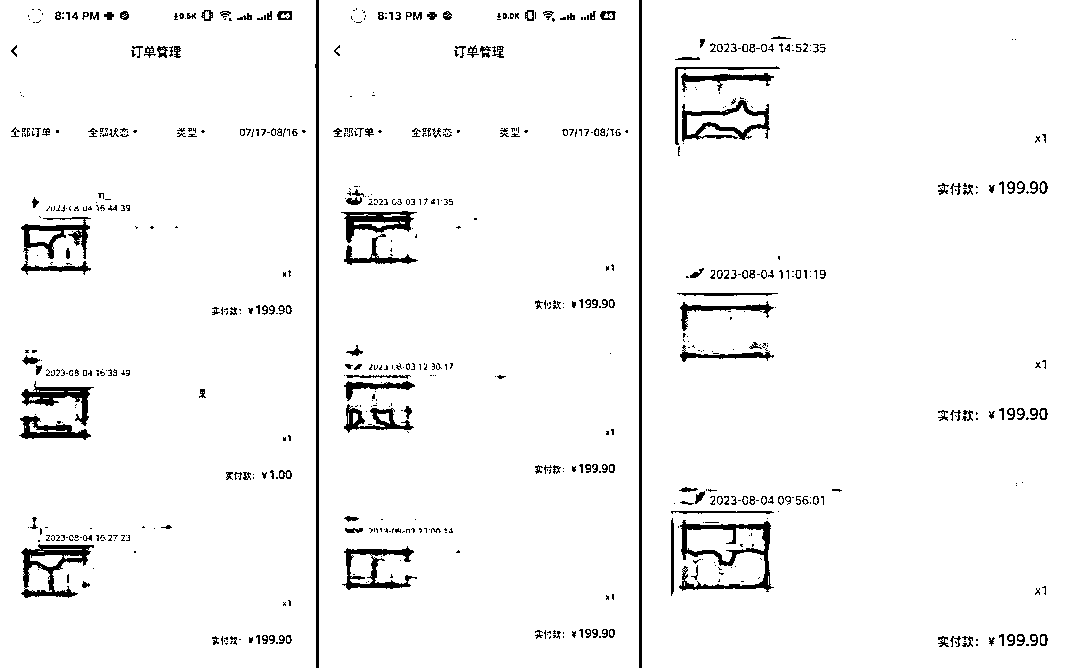 8:14 PM
订单管理
全部订单 全部状态 类型 07/17-08/16
2023-08-04 16:44:39
x1
实付款：¥199.90
2023-08-04 16:38:49
x1
实付款：¥1.00
2023-08-04 16:27:23
x1
实付款：¥199.90
8:13 PM
订单管理
全部订单 全部状态 类型 07/17-08/16
2023-08-03 17:41:35
x1
实付款：¥199.90
2023-08-03 12:30:17
x1
实付款：¥199.90
x1
实付款：¥199.90
2023-08-04 14:52:35
x1
实付款：¥199.90
2023-08-04 11:01:19
x1
实付款：¥199.90
2023-08-04 09:56:01
x1
实付款：¥199.90